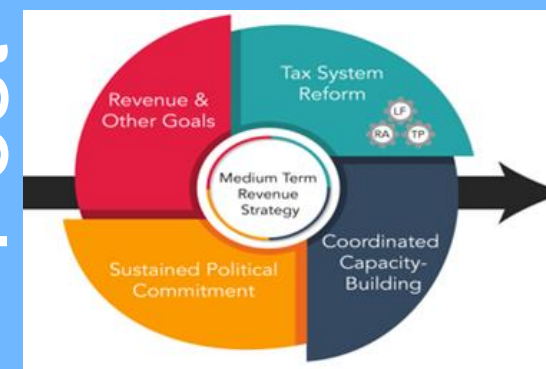 Revenue &
Other Goals
Tax System
Reform
LF
RA TP
Medium Term
Revenue
Strategy
Sustained Political
Commitment
Coordinated
Capacity-
Building